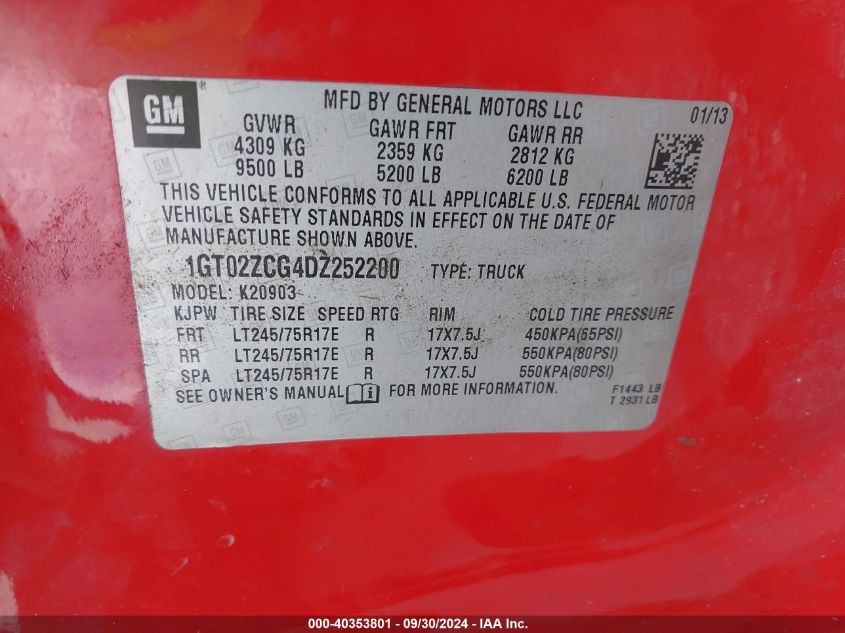 GM ®
MFD BY GENERAL MOTORS LLC 01/13
GVWR GAWR FRT GAWR RR
4309 KG 2359 KG 2812 KG
9500 LB 5200 LB 6200 LB
THIS VEHICLE CONFORMS TO ALL APPLICABLE U.S. FEDERAL MOTOR
VEHICLE SAFETY STANDARDS IN EFFECT ON THE DATE OF
MANUFACTURE SHOWN ABOVE.
1GT02ZCG4DZ252200 TYPE: TRUCK
MODEL: K20903
KJPW TIRE SIZE SPEED RTG RIM COLD TIRE PRESSURE
FRT LT245/75R17E R 17X7.5J 450KPA(65PSI)
RR LT245/75R17E R 17X7.5J 550KPA(80PSI)
SPA LT245/75R17E R 17X7.5J 550KPA(80PSI)
SEE OWNER'S MANUAL FOR MORE INFORMATION.
F1443 LB
T 2931LB
000-40353801 - 09/30/2024 - IAA Inc.